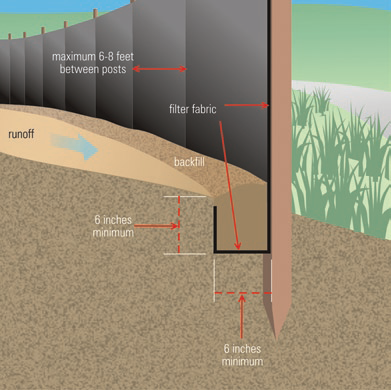 maximum 6-8 feet
between posts
filter fabric
runoff
backfill
6 inches
minimum
6 inches
minimum